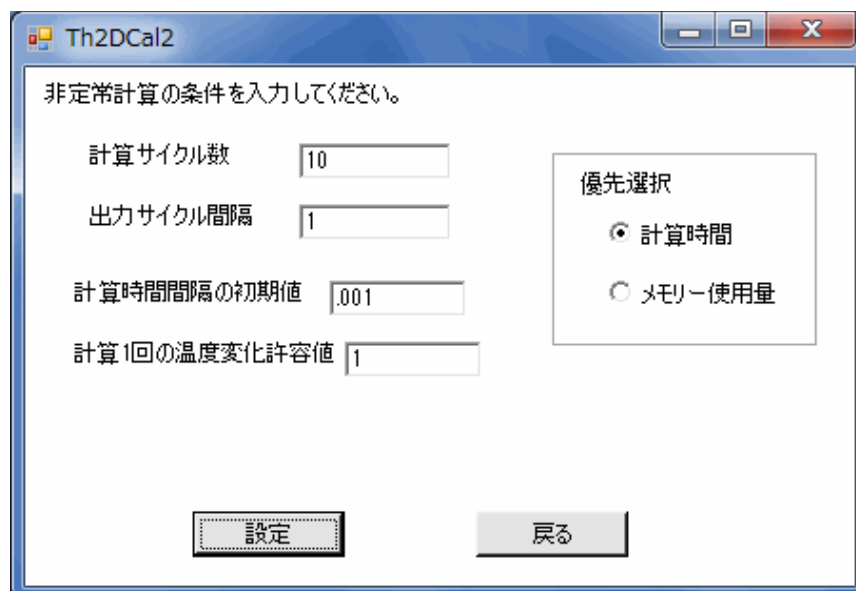 Th2DCal2
非定常計算の条件を入力してください。
計算サイクル数 10
出力サイクル間隔 1
計算時間間隔の初期値 .001
計算1回の温度変化許容値 1
優先選択
計算時間
メモリー使用量
設定
戻る